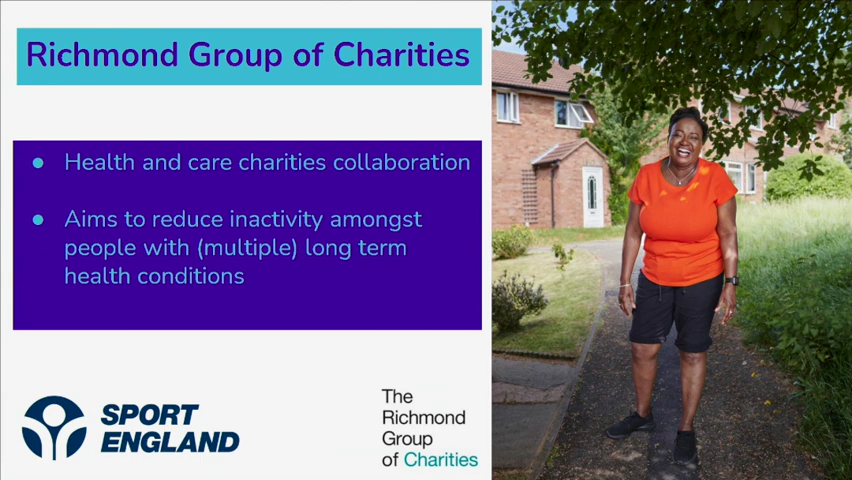 Richmond Group of Charities
● Health and care charities collaboration
● Aims to reduce inactivity amongst
people with (multiple) long term
health conditions
SPORT
ENGLAND
The
Richmond
Group
of Charities